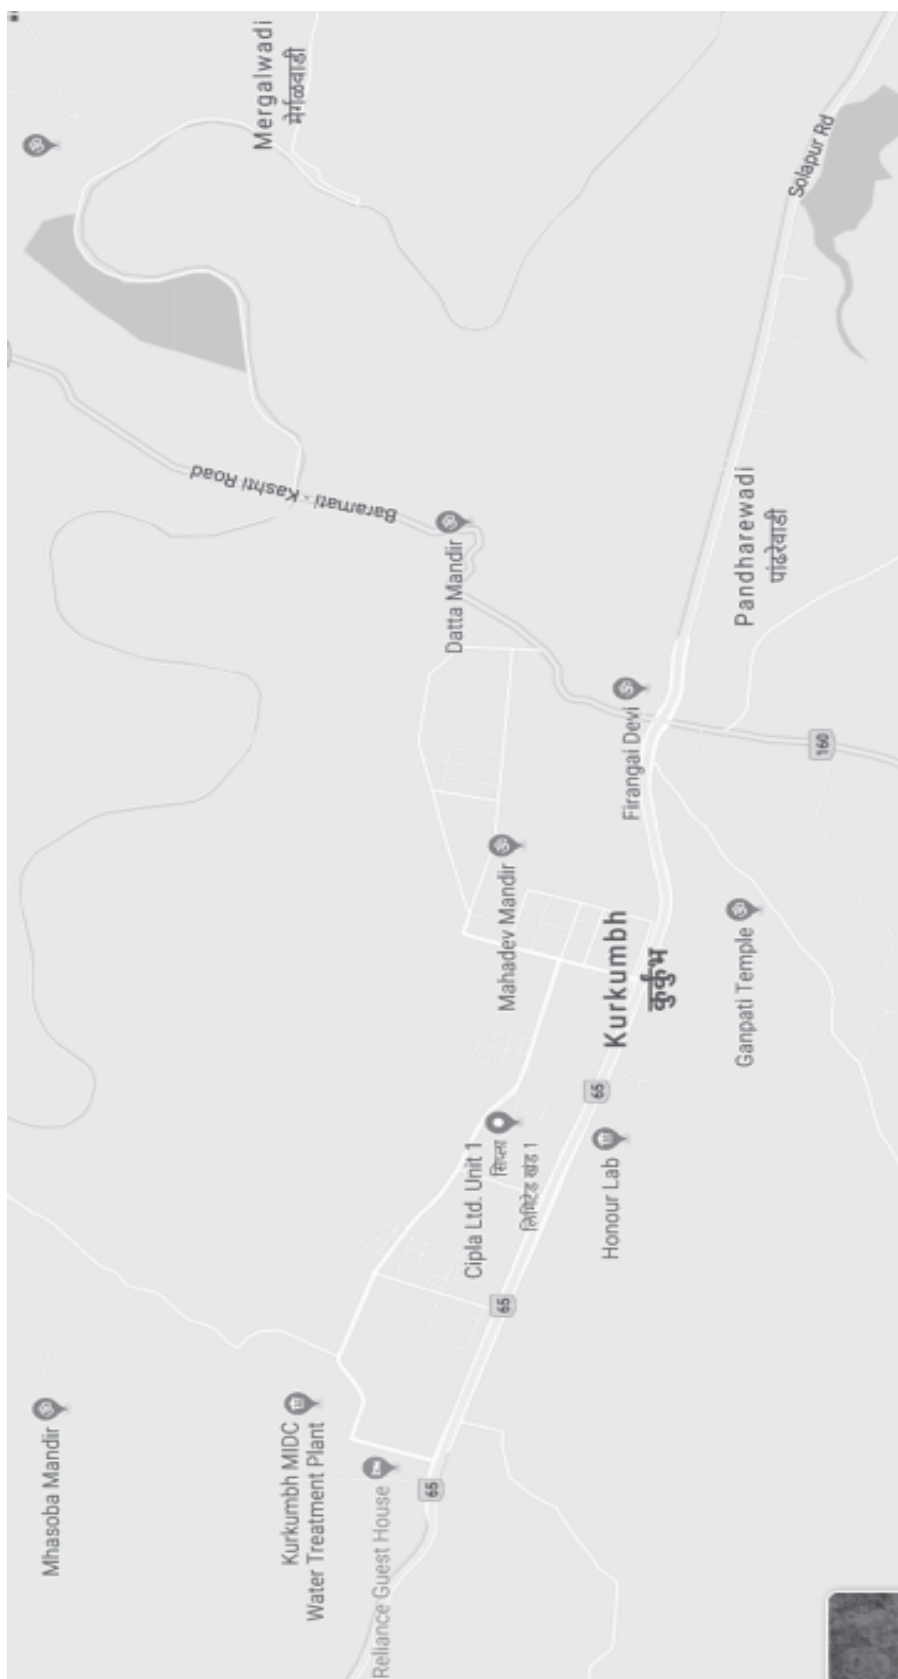 Mhasoba Mandir
Kurkumbh MIDC
Water Treatment Plant
Reliance Guest House
65
65
Cipla Ltd. Unit 1
सिप्ला
लिमिटेड खंड 1
Honour Lab
65
Kurkumbh
कुर्कुंभ
Mahadev Mandir
Ganpati Temple
Firangai Devi
160
Datta Mandir
Baramati - Kashti Road
Pandharewadi
पांढरेवाडी
Mergalwadi
मेर्गळवाडी
Solapur Rd